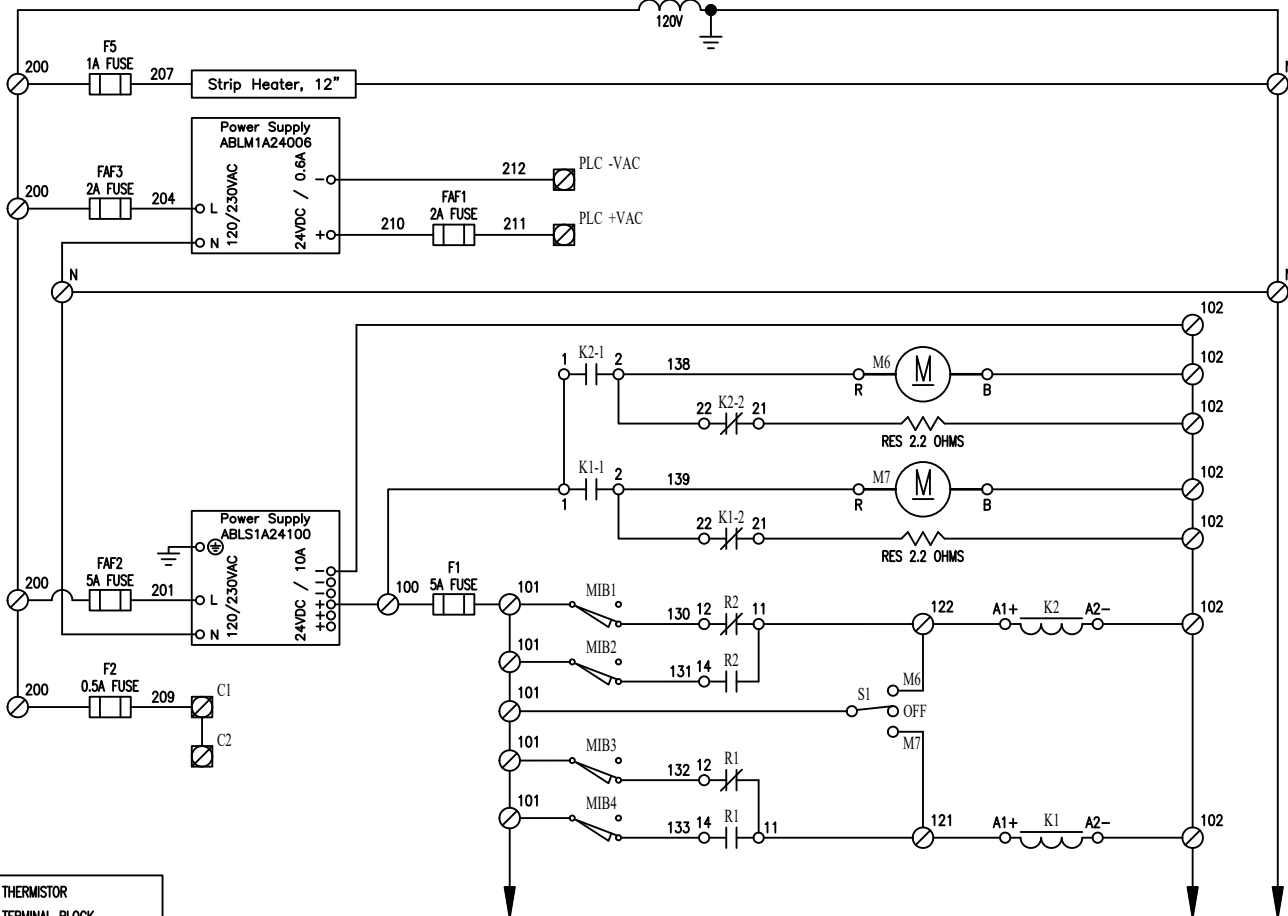 120V
F5
1A FUSE
200
207
Strip Heater, 12"
Power Supply
ABLM1A24006
FAF3
2A FUSE
200
204
L
N
120/230VAC
24VDC / 0.6A
-
+
212
PLC -VAC
FAF1
2A FUSE
210
211
PLC +VAC
N
102
1
K2-1
2
138
M6
M
R
B
102
22
K2-2
21
RES 2.2 OHMS
102
K1-1
1
2
139
M7
M
R
B
102
22
K1-2
21
RES 2.2 OHMS
102
Power Supply
ABLS1A24100
FAF2
5A FUSE
200
201
L
N
120/230VAC
24VDC / 10A
-
-
-
+
+
+
100
F1
5A FUSE
101
MIB1
130
12
R2
11
122
A1+
K2
A2-
102
101
MIB2
131
14
R2
F2
0.5A FUSE
200
209
C1
C2
101
S1
M6
OFF
M7
101
MIB3
132
12
R1
101
MIB4
133
14
R1
11
121
A1+
K1
A2-
102
THERMISTOR
TERMINAL BLOCK